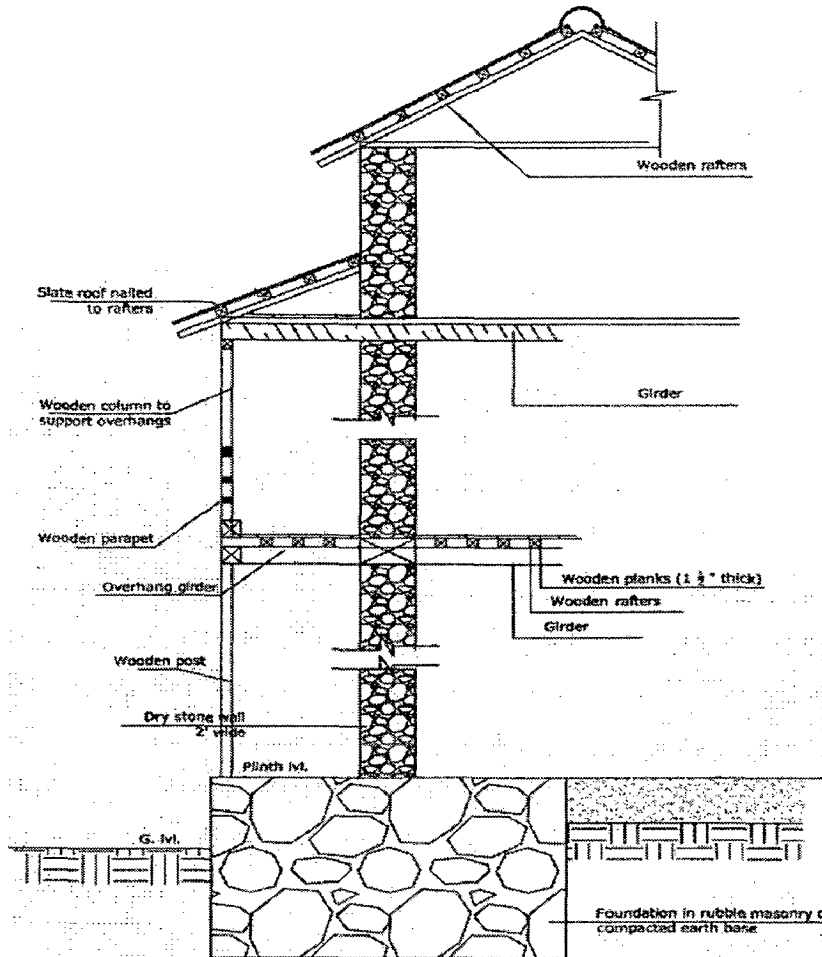 Wooden rafters
Slate roof nailed
to rafters
Girder
Wooden column to
support overhangs
Wooden parapet
Overhang girder
Wooden planks (1 ½ " thick)
Wooden rafters
Girder
Wooden post
Dry stone wall
2' wide
Plinth lvl.
G. lvl.
Foundation in rubble masonry
compacted earth base